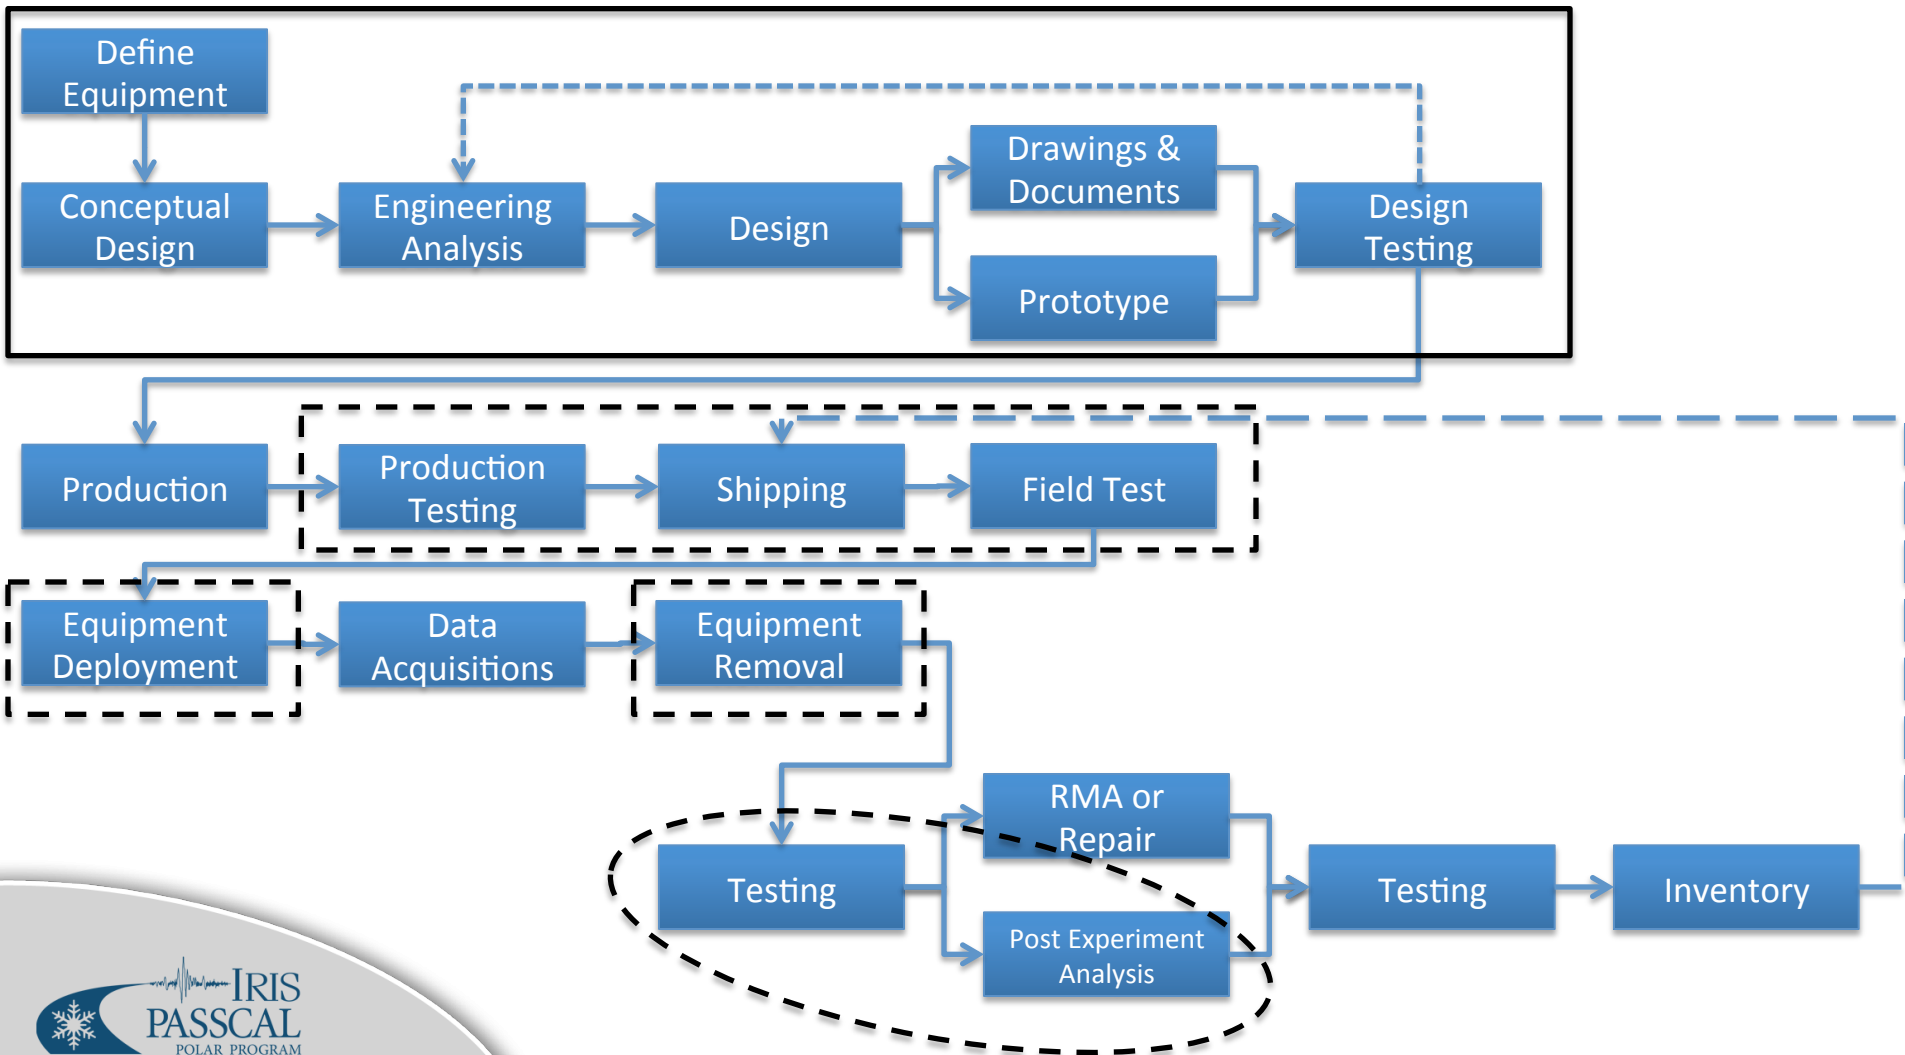 Define
Equipment
Conceptual
Design
Engineering
Analysis
Design
Drawings &
Documents
Prototype
Design
Testing
Production
Production
Testing
Shipping
Field Test
Equipment
Deployment
Data
Acquisitions
Equipment
Removal
Testing
RMA or
Repair
Post Experiment
Analysis
Testing
Inventory
IRIS
PASSCAL
POLAR PROGRAM